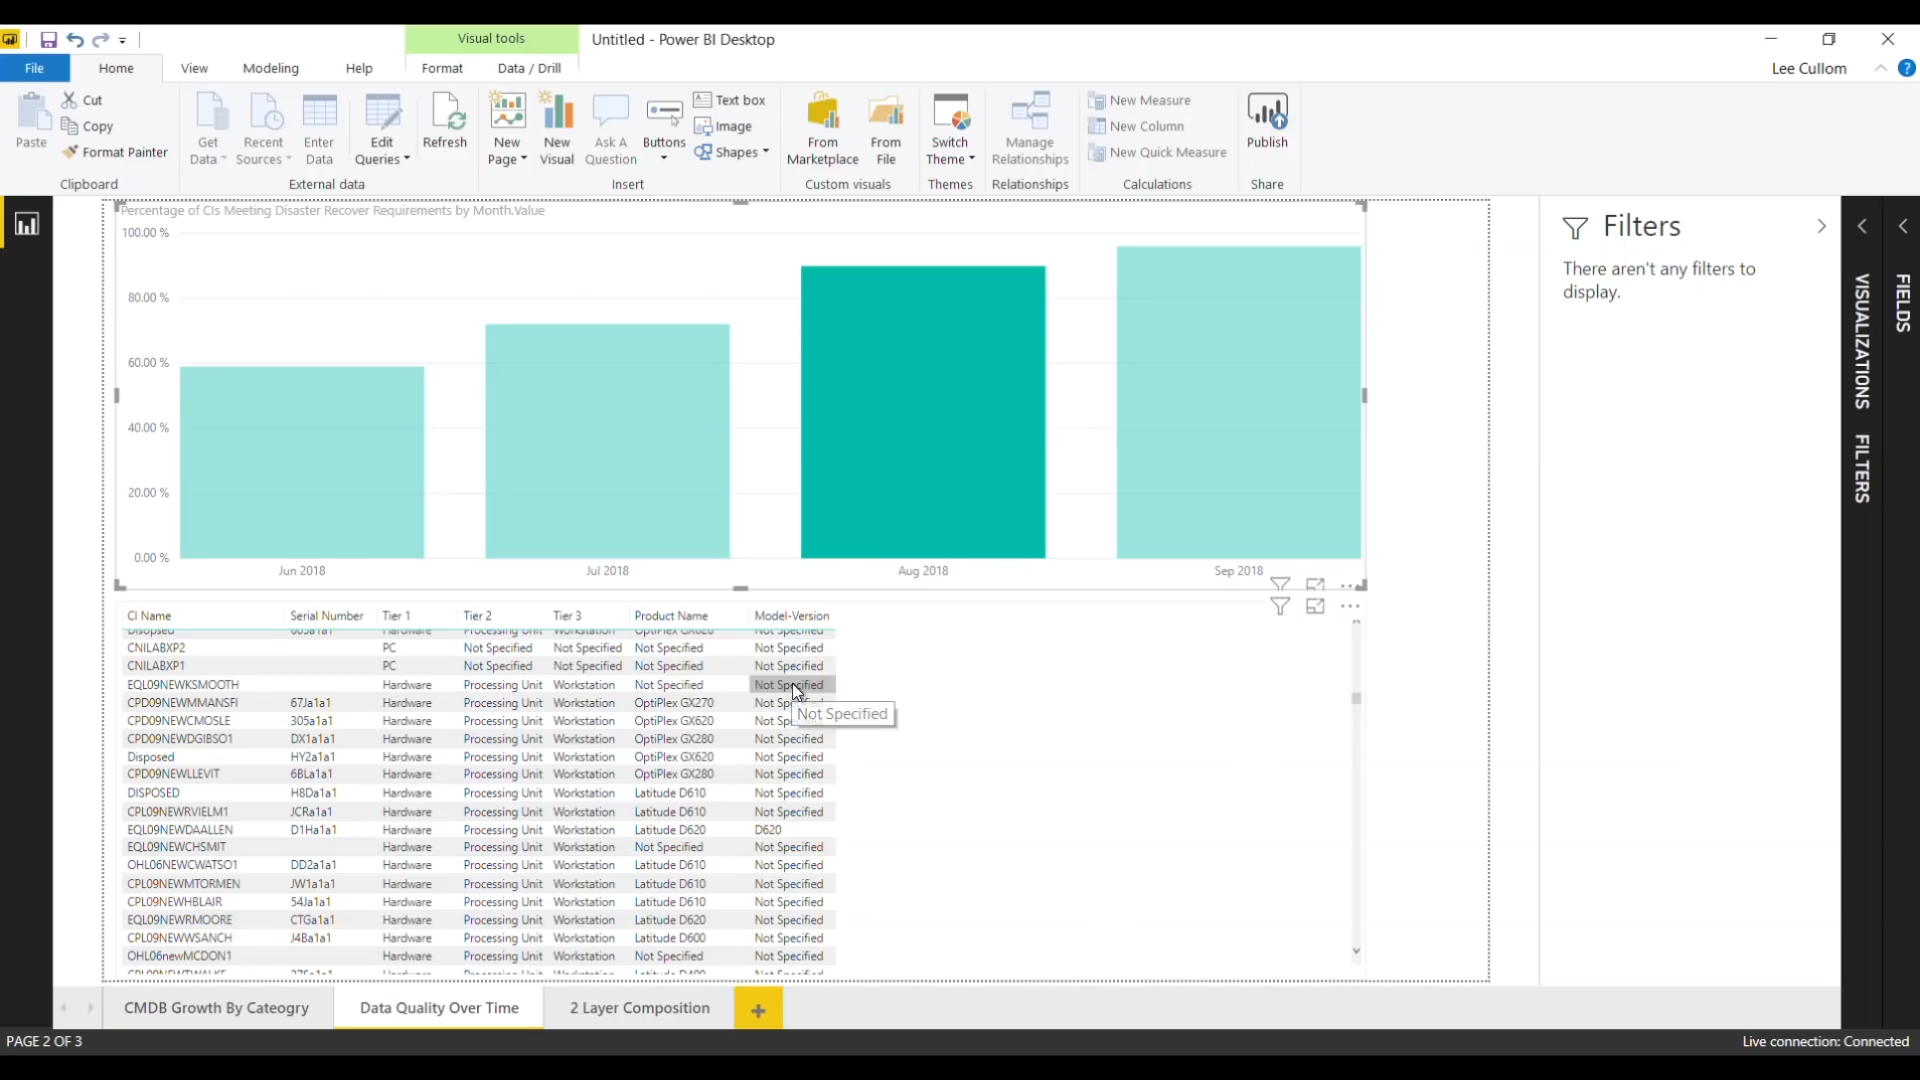 Visual tools
Untitled - Power BI Desktop
File Home View Modeling Help Format Data / Drill Lee Cullom ?
Paste
Cut
Copy
Format Painter
Clipboard
Get Data
Recent Sources
Enter Data
Edit Queries
Refresh
External data
New Page
New Visual
Ask A Question
Buttons
Text box
Image
Shapes
Insert
From Marketplace
From File
Custom visuals
Switch Theme
Themes
Manage Relationships
Relationships
New Measure
New Column
New Quick Measure
Calculations
Publish
Share
Percentage of CIs Meeting Disaster Recover Requirements by Month.Value
100.00 %
80.00 %
60.00 %
40.00 %
20.00 %
0.00 %
Jun 2018 Jul 2018 Aug 2018 Sep 2018
CI Name Serial Number Tier 1 Tier 2 Tier 3 Product Name Model-Version
CNILABXP2 PC Not Specified Not Specified Not Specified Not Specified
CNILABXP1 PC Not Specified Not Specified Not Specified Not Specified
EQL09NEWKSMOOTH Hardware Processing Unit Workstation Not Specified Not Specified
CPD09NEWMMANSFI 67Ja1a1 Hardware Processing Unit Workstation OptiPlex GX270 Not
Not Specified
CPD09NEWCMOSLE 305a1a1 Hardware Processing Unit Workstation OptiPlex GX620 Not
CPD09NEWDGIBSO1 DX1a1a1 Hardware Processing Unit Workstation OptiPlex GX280 Not Specified
Disposed HY2a1a1 Hardware Processing Unit Workstation OptiPlex GX620 Not Specified
CPD09NEWLLEVIT 6BLa1a1 Hardware Processing Unit Workstation OptiPlex GX280 Not Specified
DISPOSED H8Da1a1 Hardware Processing Unit Workstation Latitude D610 Not Specified
CPL09NEWRVIELM1 JCRa1a1 Hardware Processing Unit Workstation Latitude D610 Not Specified
EQL09NEWDAALLEN D1Ha1a1 Hardware Processing Unit Workstation Latitude D620 D620
EQL09NEWCHSMIT Hardware Processing Unit Workstation Not Specified Not Specified
OHL06NEWCWATSO1 DD2a1a1 Hardware Processing Unit Workstation Latitude D610 Not Specified
CPL09NEWMTORMEN JW1a1a1 Hardware Processing Unit Workstation Latitude D610 Not Specified
CPL09NEWHBLAIR 54Ja1a1 Hardware Processing Unit Workstation Latitude D610 Not Specified
EQL09NEWRMOORE CTGa1a1 Hardware Processing Unit Workstation Latitude D620 Not Specified
CPL09NEWWSANCH J4Ba1a1 Hardware Processing Unit Workstation Latitude D600 Not Specified
OHL06newMCDON1 Hardware Processing Unit Workstation Not Specified Not Specified
Filters
There aren't any filters to
display.
VISUALIZATIONS
FILTERS
FIELDS
CMDB Growth By Cateogry Data Quality Over Time 2 Layer Composition
PAGE 2 OF 3
Live connection: Connected